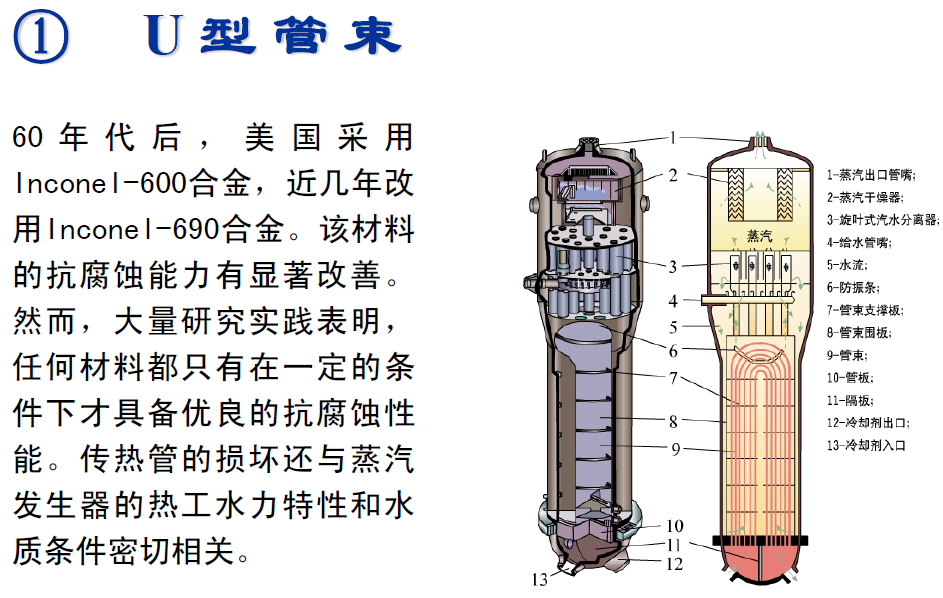 ① U型管束
60年代后，美国采用
Inconel-600合金，近几年改
用Inconel-690合金。该材料
的抗腐蚀能力有显著改善。
然而，大量研究实践表明，
任何材料都只有在一定的条
件下才具备优良的抗腐蚀性
能。传热管的损坏还与蒸汽
发生器的热工水力特性和水
质条件密切相关。
1
2
3
4
5
6
7
8
9
10
11
12
13
蒸汽
1-蒸汽出口管嘴;
2-蒸汽干燥器;
3-旋叶式汽水分离器;
4-给水管嘴;
5-水流;
6-防振条;
7-管束支撑板;
8-管束围板;
9-管束;
10-管板;
11-隔板;
12-冷却剂出口;
13-冷却剂入口